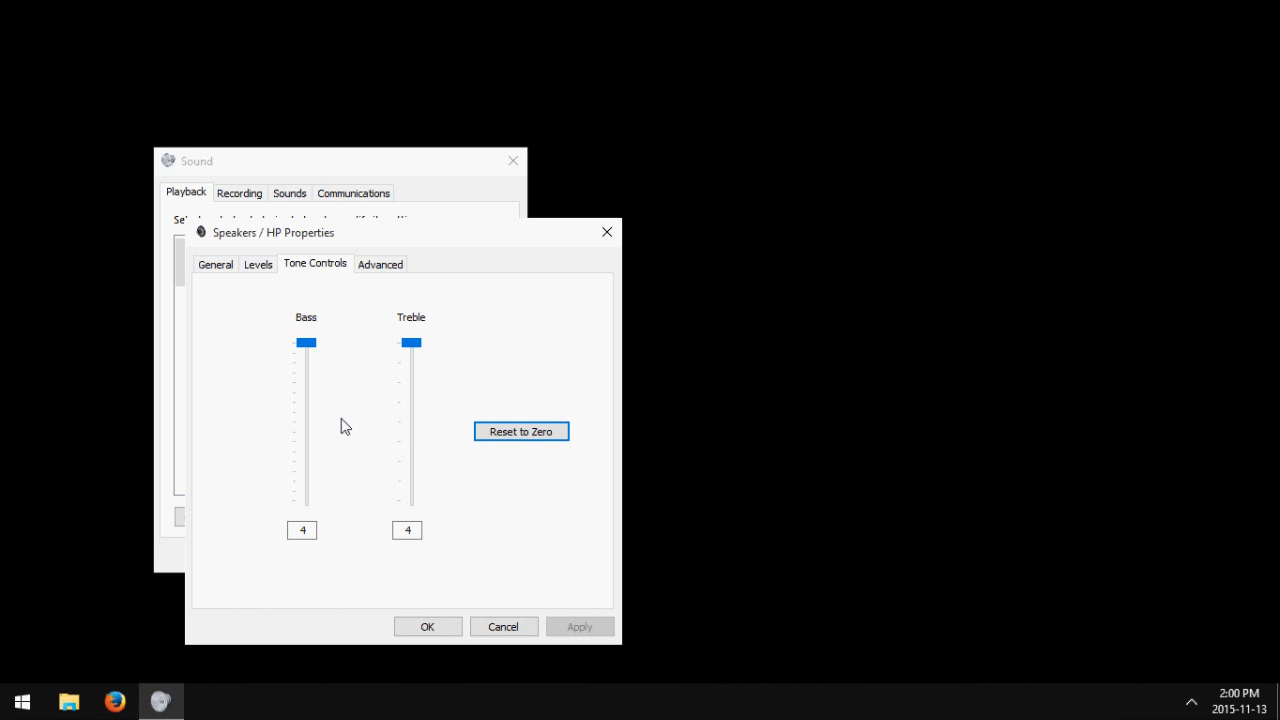 Sound
Playback
Recording
Sounds
Communications
Speakers / HP Properties
General
Levels
Tone Controls
Advanced
Bass
Treble
Reset to Zero
4
4
OK
Cancel
Apply
2:00 PM
2015-11-13